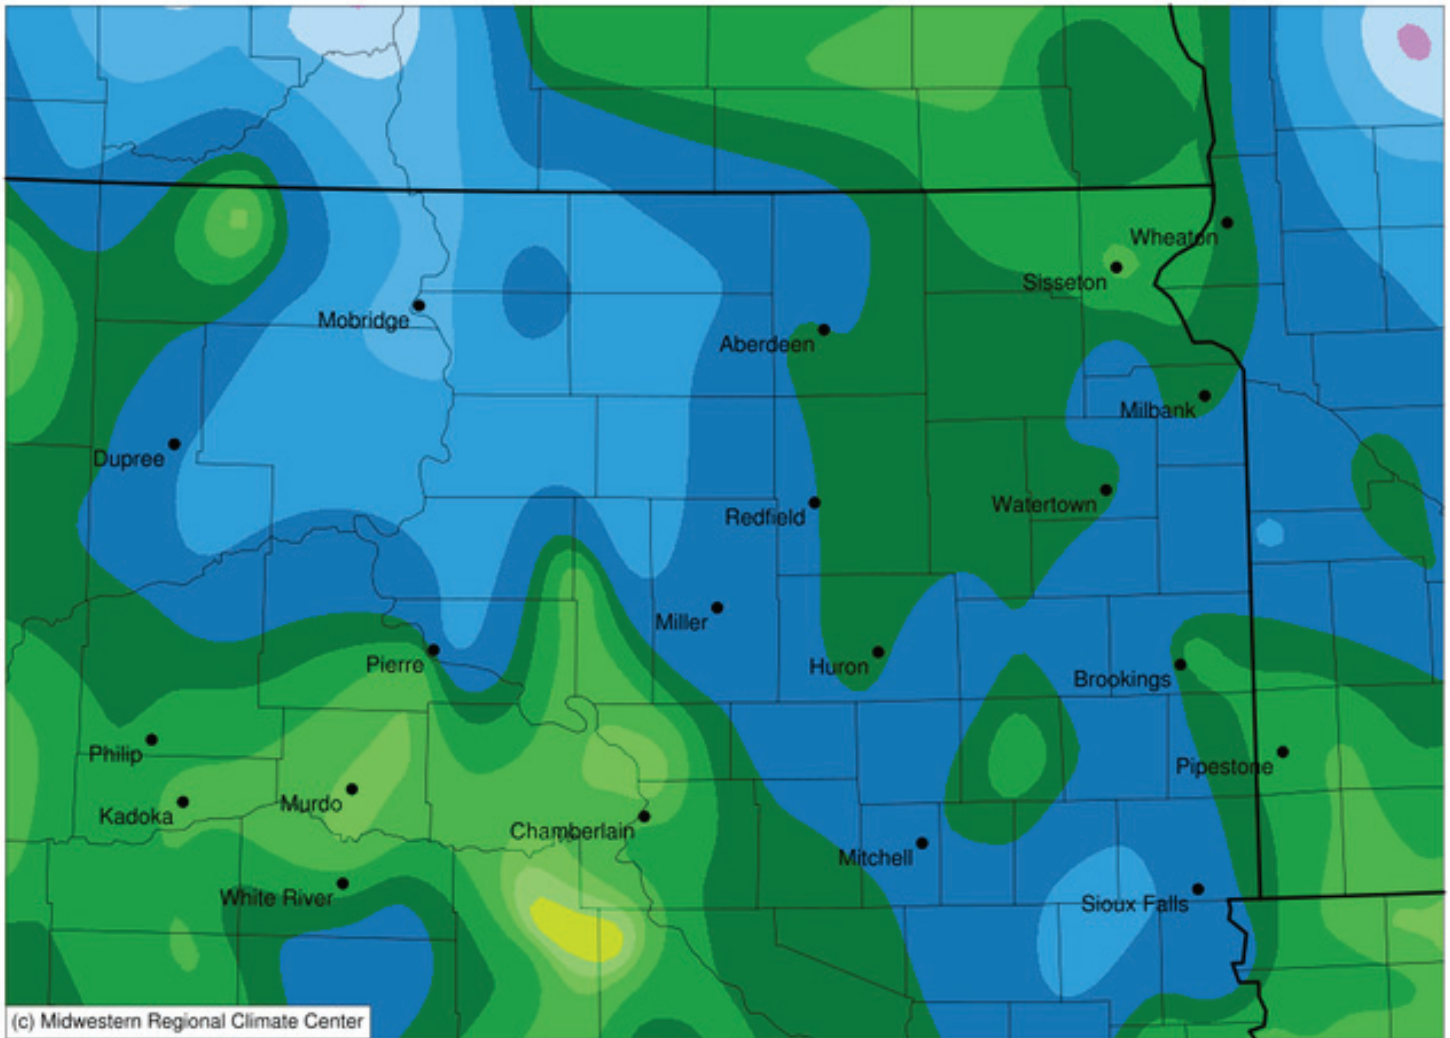 Wheaton
Sisseton
Mobridge
Aberdeen
Milbank
Dupree
Watertown
Redfield
Miller
Pierre
Huron
Brookings
Philip
Pipestone
Kadoka
Murdo
Chamberlain
Mitchell
White River
Sioux Falls
(c) Midwestern Regional Climate Center